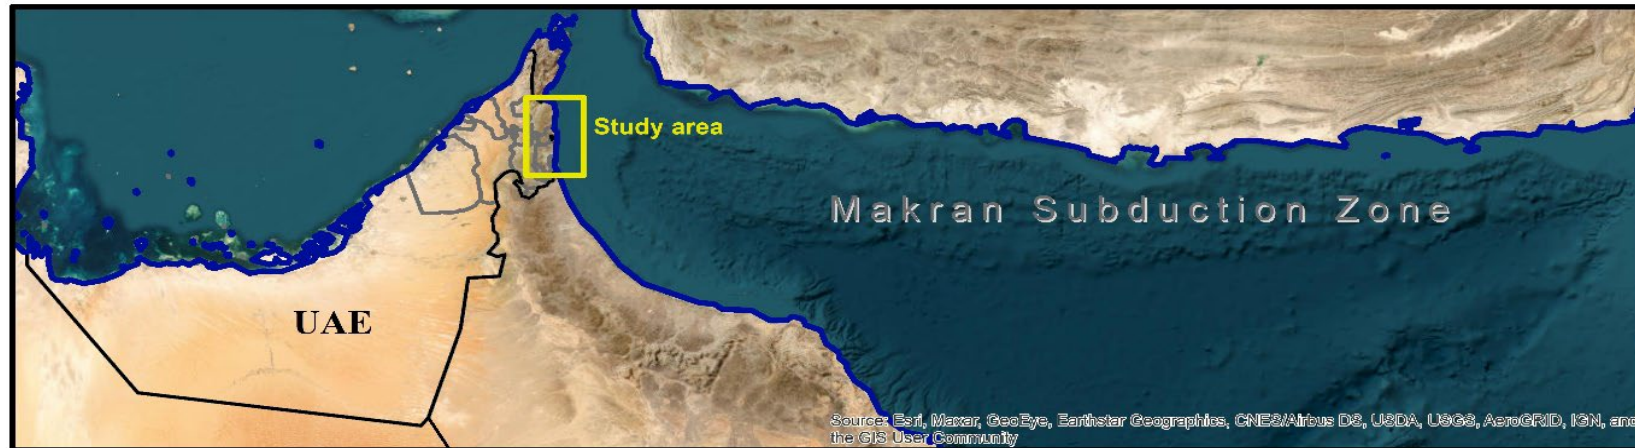 Study area
Makran Subduction Zone
UAE
Source: Esri, Maxar, GeoEye, Earthstar Geographics, CNES/Airbus DS, USDA, USGS, AeroGRID, IGN, and
the GIS User Community